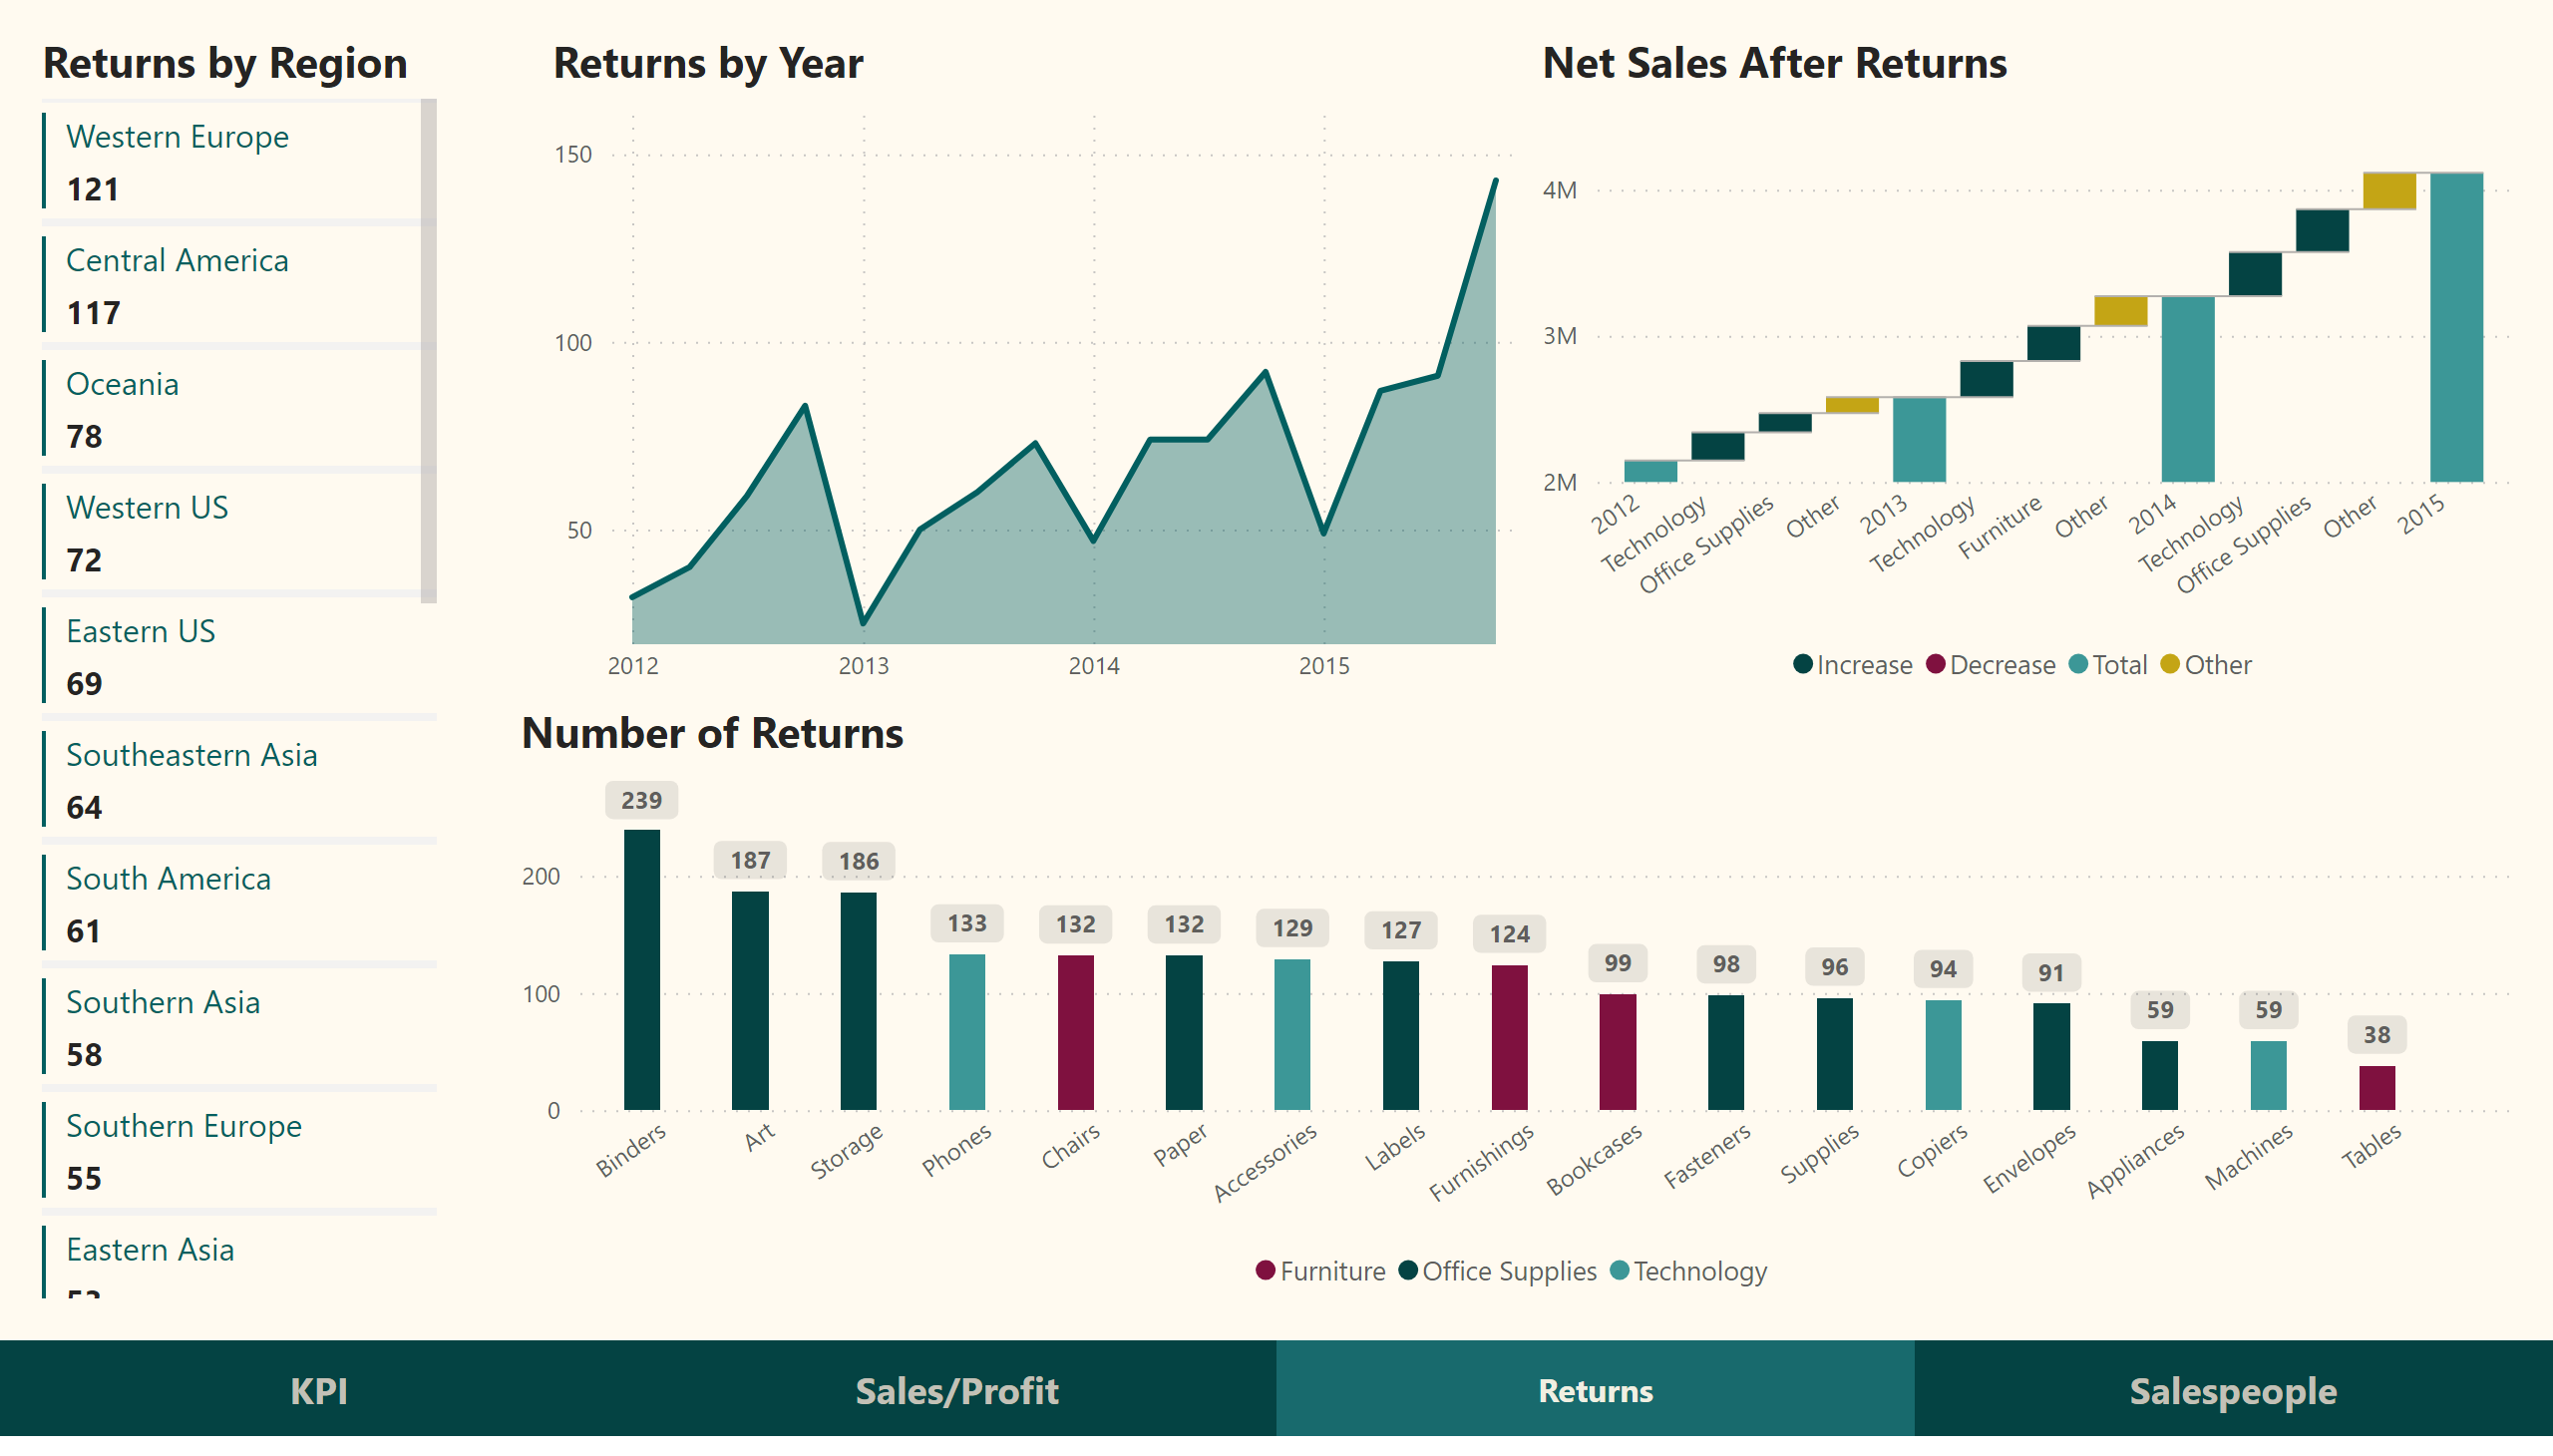 Returns by Region
Western Europe
121
Central America
117
Oceania
78
Western US
72
Eastern US
69
Southeastern Asia
64
South America
61
Southern Asia
58
Southern Europe
55
Eastern Asia
Returns by Year
150
100
50
2012 2013 2014 2015
Net Sales After Returns
4M
3M
2M
2012 Technology Office Supplies Other 2013 Technology Furniture Other 2014 Technology Office Supplies Other 2015
Increase Decrease Total Other
Number of Returns
239 187 186 133 132 132 129 127 124 99 98 96 94 91 59 59 38
200
100
0
Binders Art Storage Phones Chairs Paper Accessories Labels Furnishings Bookcases Fasteners Supplies Copiers Envelopes Appliances Machines Tables
Furniture Office Supplies Technology
KPI Sales/Profit Returns Salespeople